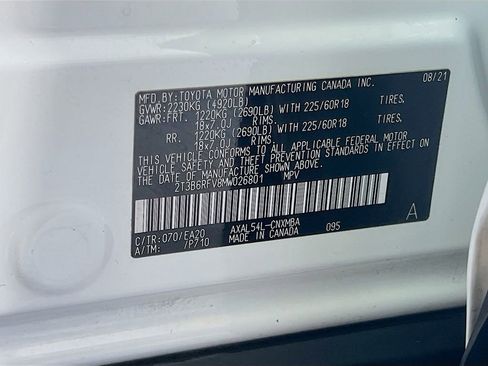 MFD.BY:TOYOTA MOTOR MANUFACTURING CANADA INC. 08/21
GVWR:2230KG (4920LB)
GAWR:FRT. 1220KG (2690LB) WITH 225/60R18 TIRES,
18x7.0J RIMS.
RR. 1220KG (2690LB) WITH 225/60R18 TIRES,
18x7.0J RIMS.
THIS VEHICLE CONFORMS TO ALL APPLICABLE FEDERAL MOTOR
VEHICLE SAFETY AND THEFT PREVENTION STANDARDS IN EFFECT ON
THE DATE OF MANUFACTURE SHOWN ABOVE.
2T3B6RFV8MW026801 MPV
C/TR:070/EA20 AXAL54L-CNXMBA 095 A
A/TM: /P710 MADE IN CANADA